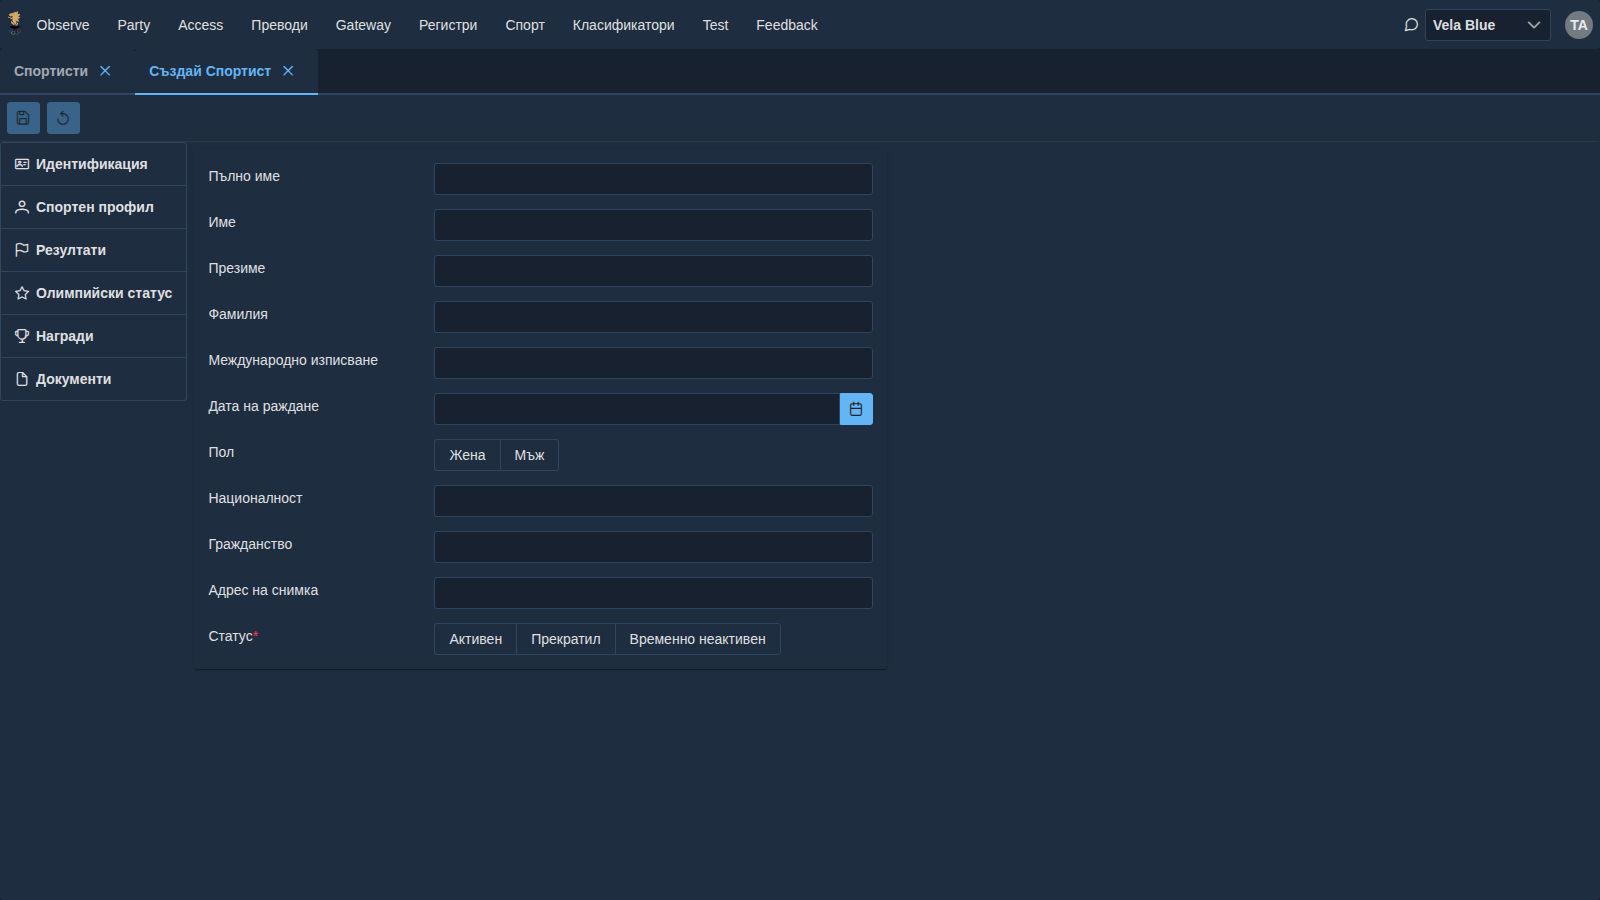 Observe Party Access Преводи Gateway Регистри Спорт Класификатори Test Feedback Vela Blue TA
Спортисти Създай Спортист
Идентификация
Спортен профил
Резултати
Олимпийски статус
Награди
Документи
Пълно име
Име
Презиме
Фамилия
Международно изписване
Дата на раждане
Пол Жена Мъж
Националност
Гражданство
Адрес на снимка
Статус* Активен Прекратил Временно неактивен